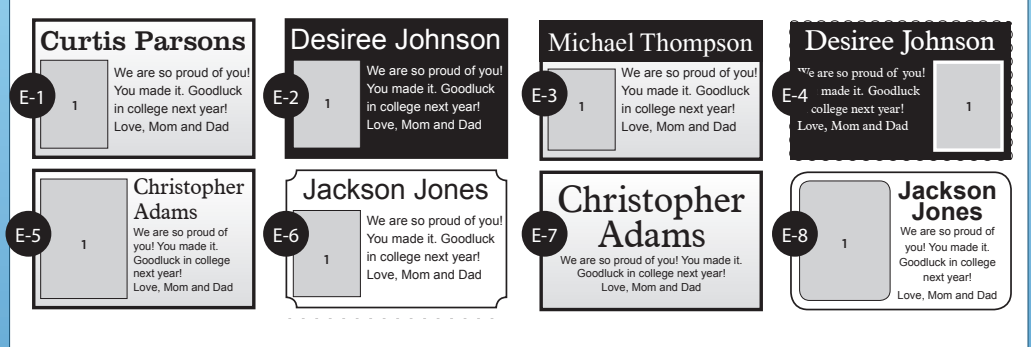 E-1
Curtis Parsons
1
We are so proud of you!
You made it. Goodluck
in college next year!
Love, Mom and Dad
E-2
Desiree Johnson
1
We are so proud of you!
You made it. Goodluck
in college next year!
Love, Mom and Dad
E-3
Michael Thompson
1
We are so proud of you!
You made it. Goodluck
in college next year!
Love, Mom and Dad
E-4
Desiree Johnson
We are so proud of you!
made it. Goodluck
college next year!
Love, Mom and Dad
1
E-5
1
Christopher
Adams
We are so proud of
you! You made it.
Goodluck in college
next year!
Love, Mom and Dad
E-6
Jackson Jones
1
We are so proud of you!
You made it. Goodluck
in college next year!
Love, Mom and Dad
E-7
Christopher
Adams
We are so proud of you! You made it.
Goodluck in college next year!
Love, Mom and Dad
E-8
1
Jackson
Jones
We are so proud of
you! You made it.
Goodluck in college
next year!
Love, Mom and Dad